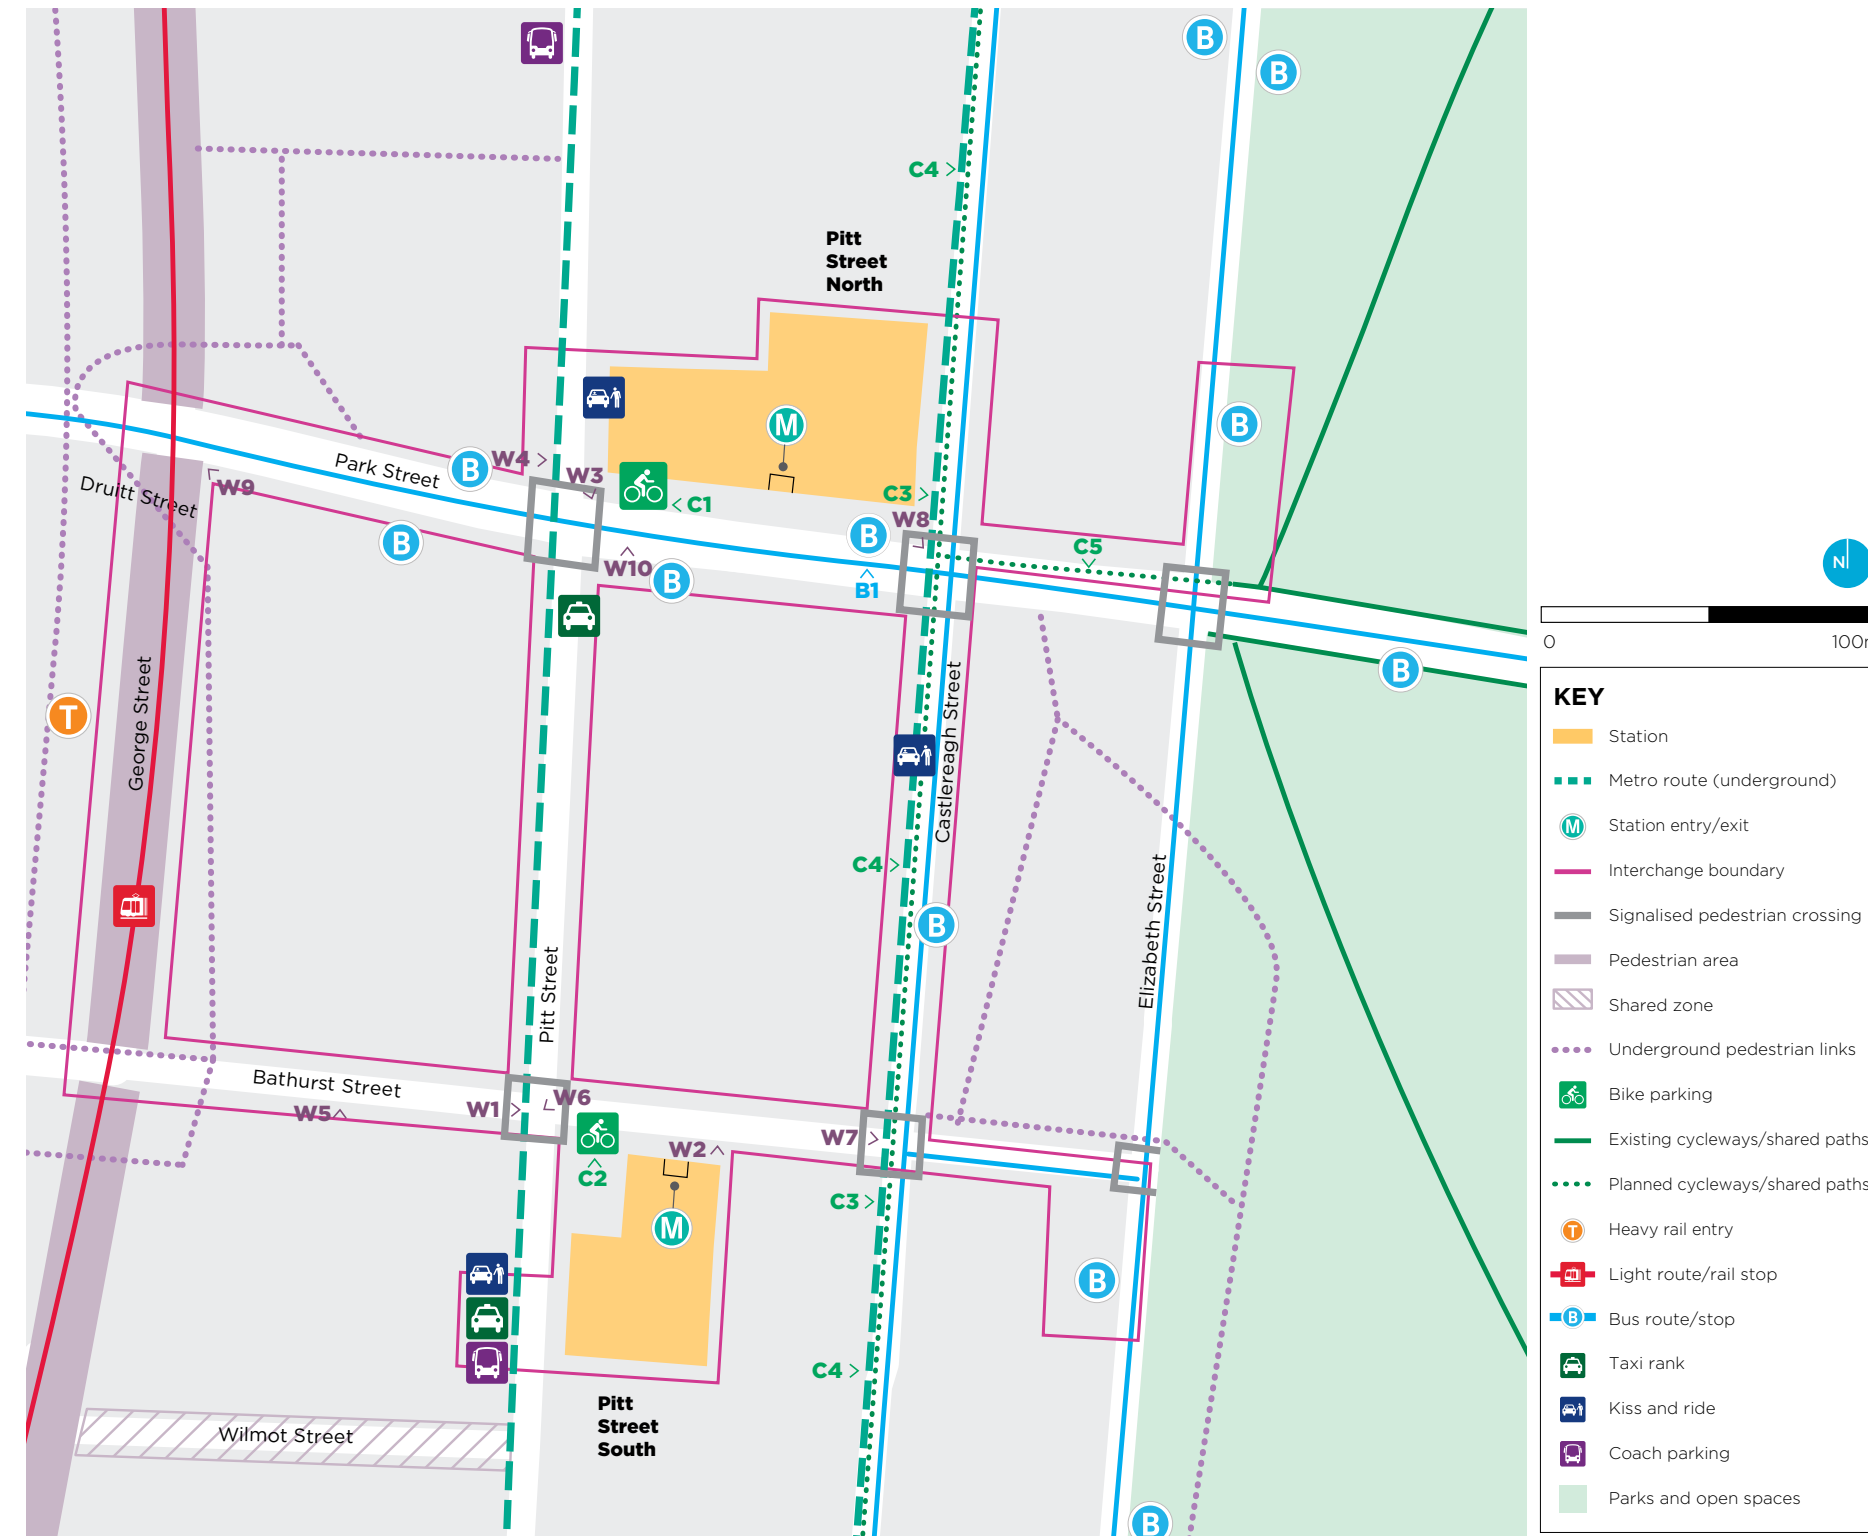 B
B
C4 >
Pitt
Street
North
M
W4 >
W3
< C1
C3 >
W8
Park Street
B
B
Druitt Street
W9
B
B
W10
B
B1
C5
B
N
0
100m
T
George Street
Castlereagh Street
C4 >
B
Elizabeth Street
Pitt Street
Bathurst Street
W5
W1 >
W6
W2
W7 >
C2
C3 >
M
B
C4 >
Pitt
Street
South
Wilmot Street
B
KEY
Station
Metro route (underground)
M Station entry/exit
Interchange boundary
Signalised pedestrian crossing
Pedestrian area
Shared zone
Underground pedestrian links
Bike parking
Existing cycleways/shared paths
Planned cycleways/shared paths
T Heavy rail entry
Light route/rail stop
B Bus route/stop
Taxi rank
Kiss and ride
Coach parking
Parks and open spaces